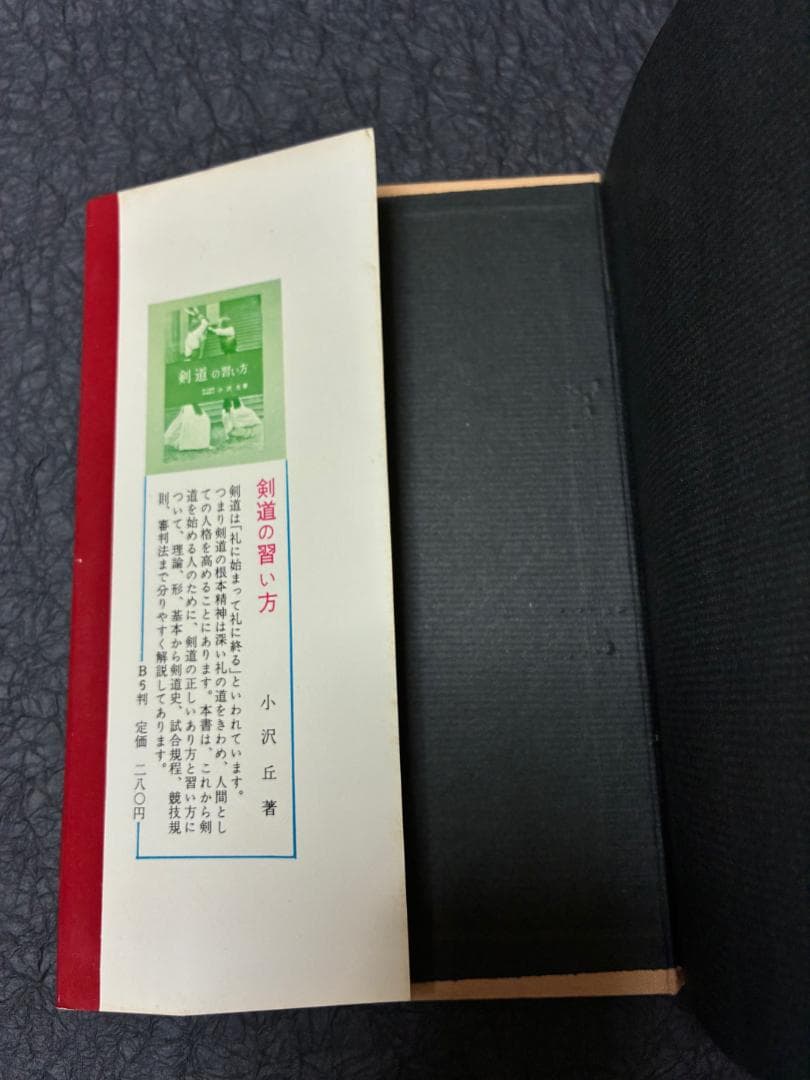 剣道の習い方
小沢丘著
剣道の習い方
小沢丘著
剣道は「礼に始まって礼に終る」といわれています。
つまり剣道の根本精神は深い礼の道をきわめ、人間とし
ての人格を高めることにあります。本書は、これから剣
道を始める人のために、剣道の正しいあり方と習い方に
ついて、理論、形、基本から剣道史、試合規程、競技規
則、審判法まで分りやすく解説してあります。
B5判 定価 二八〇円